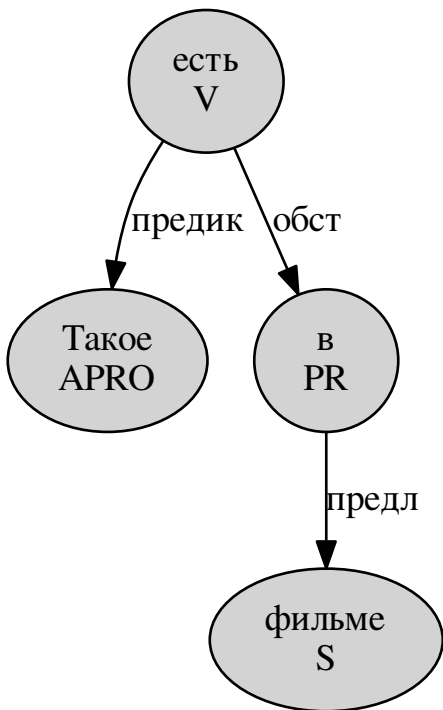 есть
V
предик
обст
Такое
APRO
в
PR
предл
фильме
S